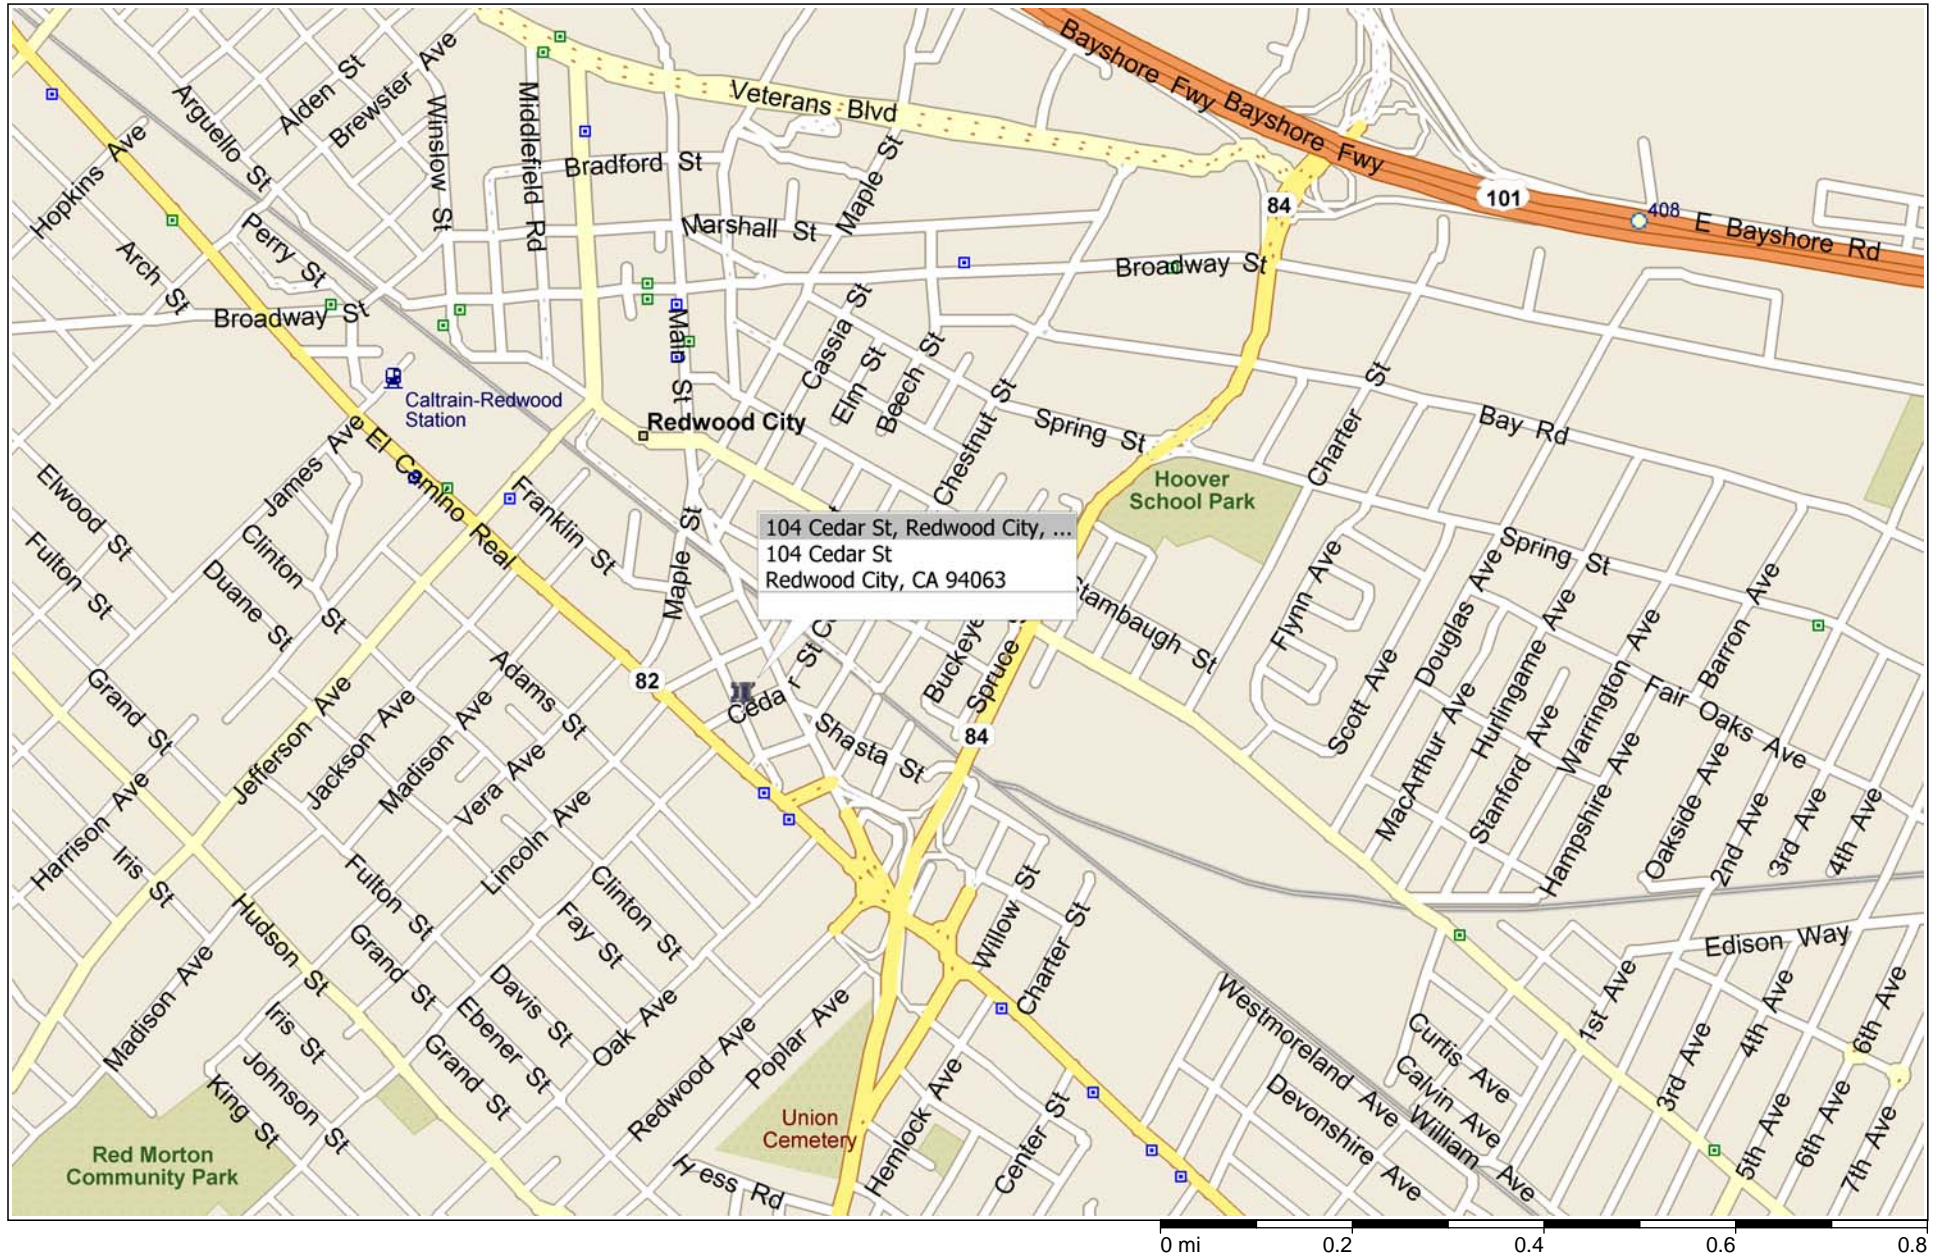 Bayshore Fwy
Bayshore Fwy
Veterans Blvd
Alden St
Brewster Ave
Arguello St
Winslow St
Middlefield Rd
Bradford St
Maple St
Hopkins Ave
Marshall St
84
101
408
E Bayshore Rd
Perry St
Arch St
Broadway St
Broadway St
Main St
Cassia St
Elm St
Beech St
Chestnut St
Charter St
Caltrain-Redwood
Station
Redwood City
Spring St
Bay Rd
James Ave
El Camino Real
Hoover
School Park
Elwood St
Franklin St
Fulton St
Clinton St
Duane St
Maple St
104 Cedar St, Redwood City, ...
104 Cedar St
Redwood City, CA 94063
Stambaugh St
Flynn Ave
Spring St
Douglas Ave
Hurlingame Ave
Warrington Ave
Barron Ave
Buckeye
Spruce
Scott Ave
Fair Oaks Ave
82
Cedar St
Shasta St
84
Grand St
Adams St
Jefferson Ave
Jackson Ave
Madison Ave
Vera Ave
Lincoln Ave
MacArthur Ave
Stanford Ave
Hampshire Ave
Oakside Ave
2nd Ave
3rd Ave
4th Ave
Harrison Ave
Iris St
Hudson St
Fulton St
Clinton St
Fay St
Willow St
Charter St
Edison Way
Madison Ave
Grand St
Davis St
Ebener St
Oak Ave
Iris St
Grand St
Johnson St
King St
Redwood Ave
Poplar Ave
Westmoreland Ave
Curtis Ave
Calvin Ave
1st Ave
3rd Ave
4th Ave
6th Ave
Devonshire Ave
William Ave
5th Ave
6th Ave
7th Ave
Union
Cemetery
Hemlock Ave
Center St
Hess Rd
Red Morton
Community Park
0 mi 0.2 0.4 0.6 0.8